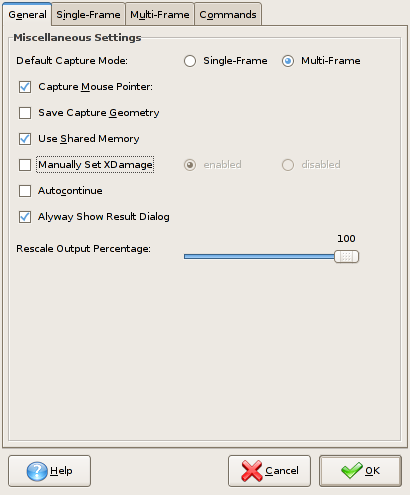 General Single-Frame Multi-Frame Commands
Miscellaneous Settings
Default Capture Mode: Single-Frame Multi-Frame
Capture Mouse Pointer:
Save Capture Geometry
Use Shared Memory
Manually Set XDamage enabled disabled
Autocontinue
Alyway Show Result Dialog
100
Rescale Output Percentage:
Help Cancel OK